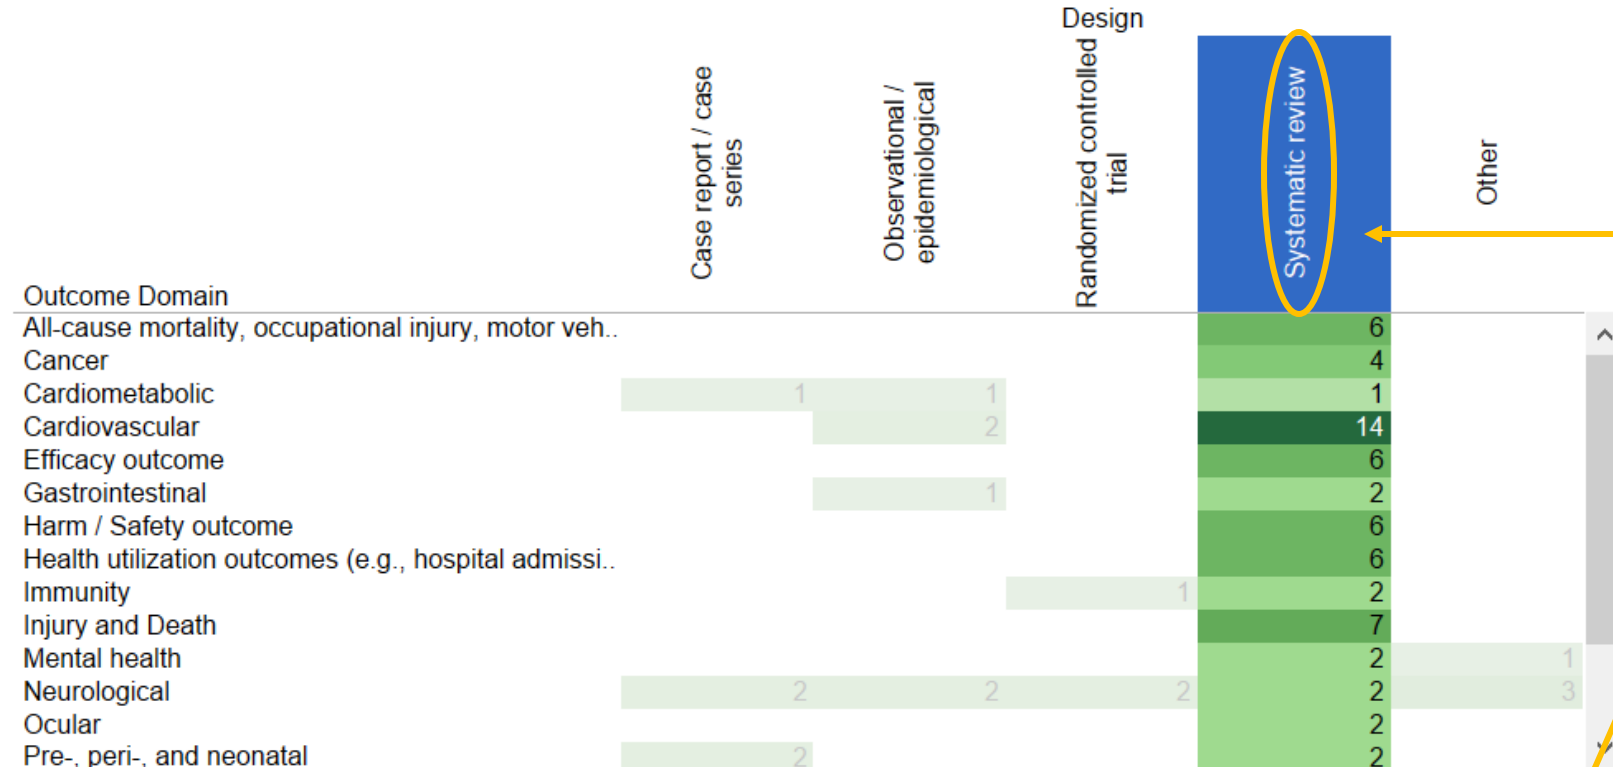 Design
Case report / case
series
Observational /
epidemiological
Randomized controlled
trial
Systematic review
Other
Outcome Domain
All-cause mortality, occupational injury, motor veh.. 6
Cancer 4
Cardiometabolic 1 1 1
Cardiovascular 2 14
Efficacy outcome 6
Gastrointestinal 1 2
Harm / Safety outcome 6
Health utilization outcomes (e.g., hospital admissi.. 6
Immunity 1 2
Injury and Death 7
Mental health 2 1
Neurological 2 2 2 2 3
Ocular 2
Pre-, peri-, and neonatal 2 2